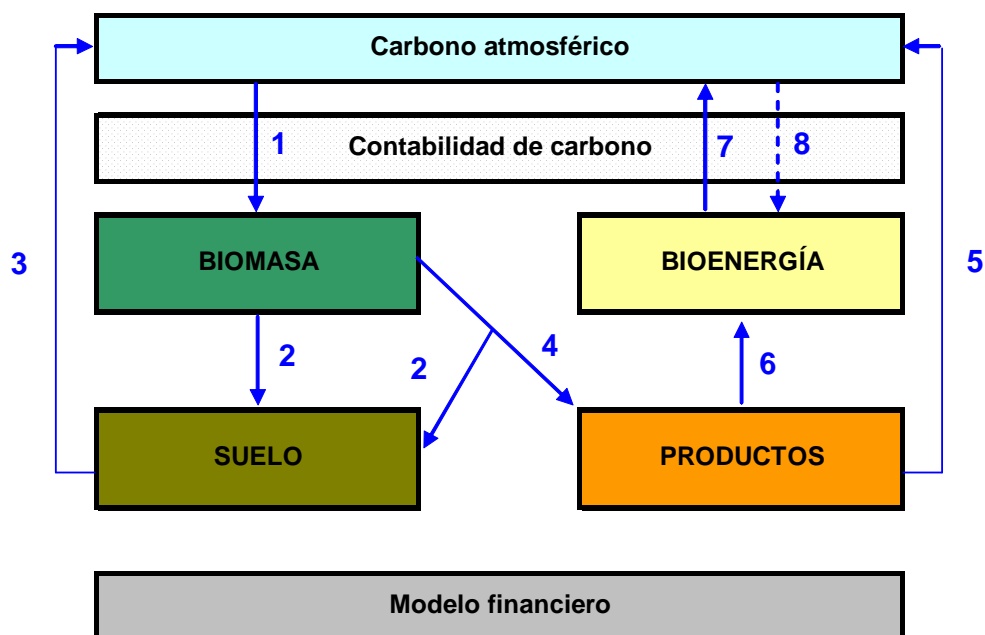 Carbono atmosférico
1
Contabilidad de carbono
7
8
3
BIOMASA
BIOENERGÍA
5
2
2
4
6
SUELO
PRODUCTOS
Modelo financiero